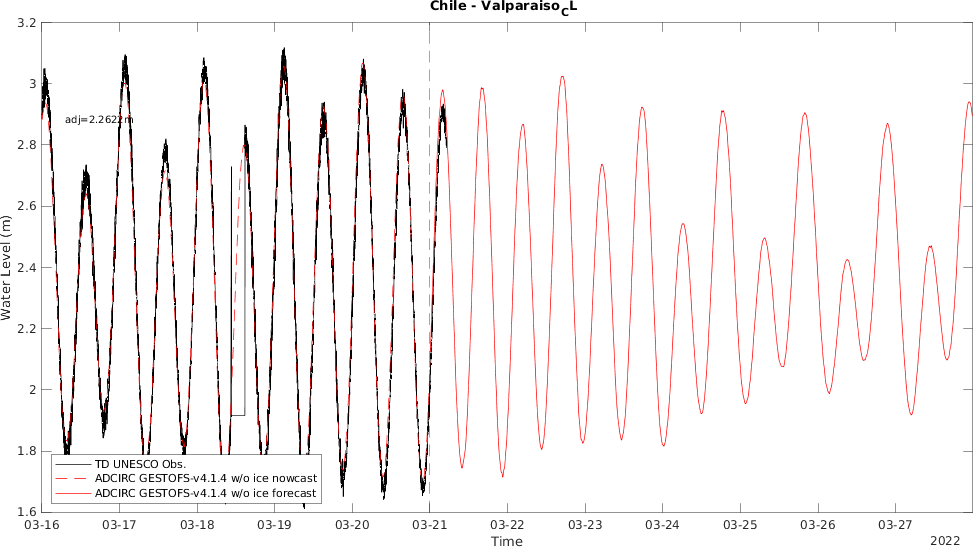 Chile - Valparaiso_CL
3.2
3
2.8
2.6
2.4
2.2
2
1.8
1.6
Water Level (m)
adj=2.2622m
TD UNESCO Obs.
ADCIRC GESTOFS-v4.1.4 w/o ice nowcast
ADCIRC GESTOFS-v4.1.4 w/o ice forecast
03-16 03-17 03-18 03-19 03-20 03-21 03-22 03-23 03-24 03-25 03-26 03-27
Time
2022